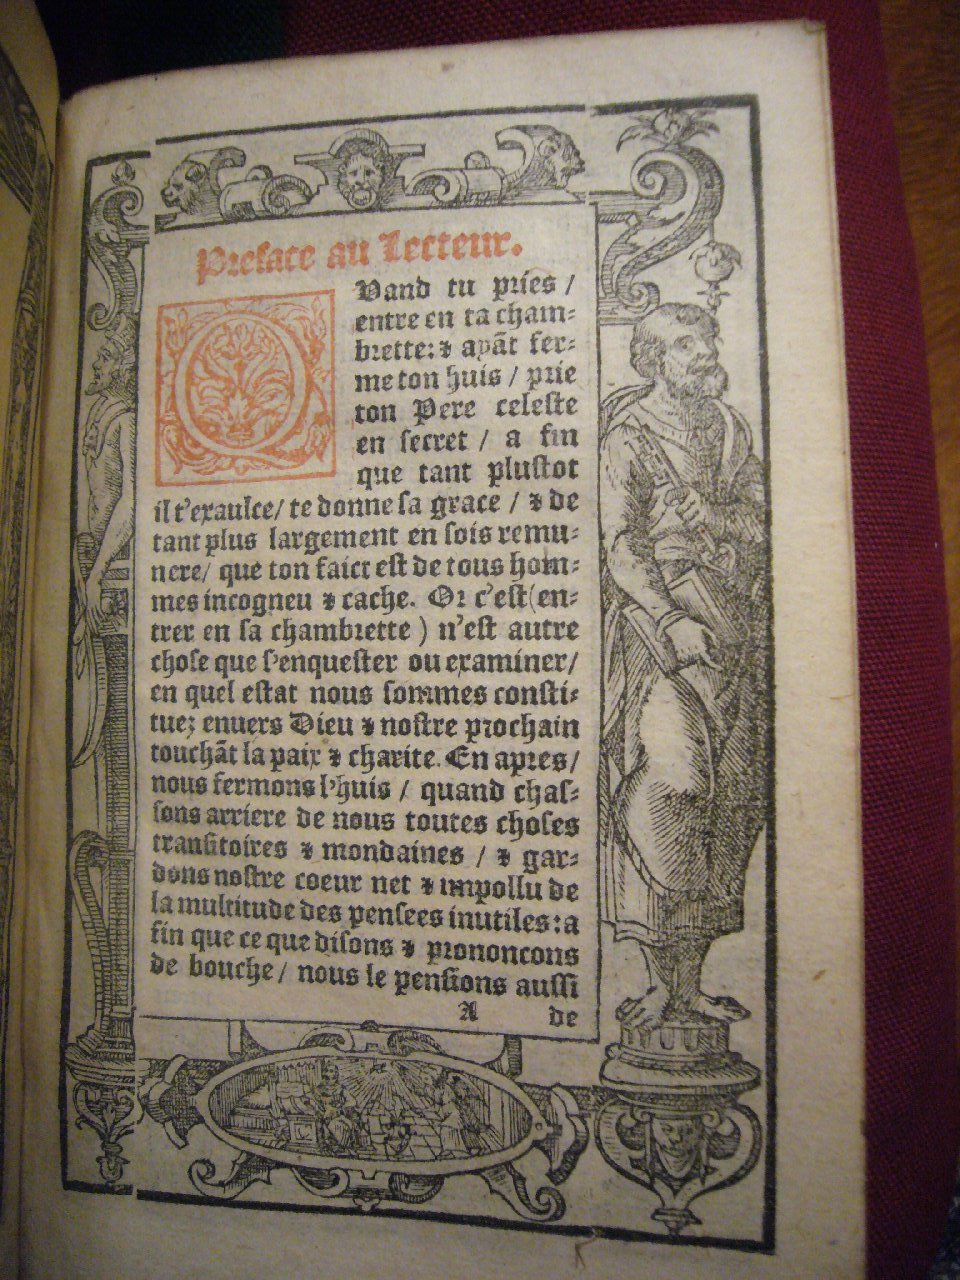 Preface au Lecteur.
QVand tu pries /
entre en ta cham⸗
brette: & ayāt fer⸗
me ton huis / prie
ton Pere celeste
en secret / a fin
que tant plustot
il t'exaulce / te donne sa grace / & de
tant plus largement en sois remu⸗
nere / que ton faict est de tous hom⸗
mes incogneu & cache. Or c'est (en⸗
trer en sa chambrette) n'est autre
chose que s'enquester ou examiner /
en quel estat nous sommes consti⸗
tuez enuers Dieu & nostre prochain
touchāt la paix & charite. En apres /
nous fermons l'huis / quand chas⸗
sons arriere de nous toutes choses
transitoires & mondaines / & gar⸗
dons nostre coeur net & impollu de
la multitude des pensees inutiles: a
fin que ce que disons & prononcons
de bouche / nous le pensions aussi
A de